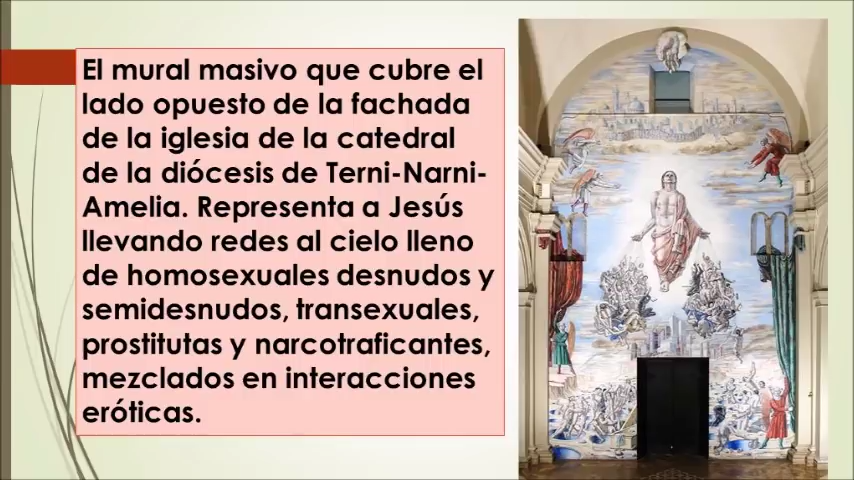 El mural masivo que cubre el
lado opuesto de la fachada
de la iglesia de la catedral
de la diócesis de Terni-Narni-
Amelia. Representa a Jesús
llevando redes al cielo lleno
de homosexuales desnudos y
semidesnudos, transexuales,
prostitutas y narcotraficantes,
mezclados en interacciones
eróticas.